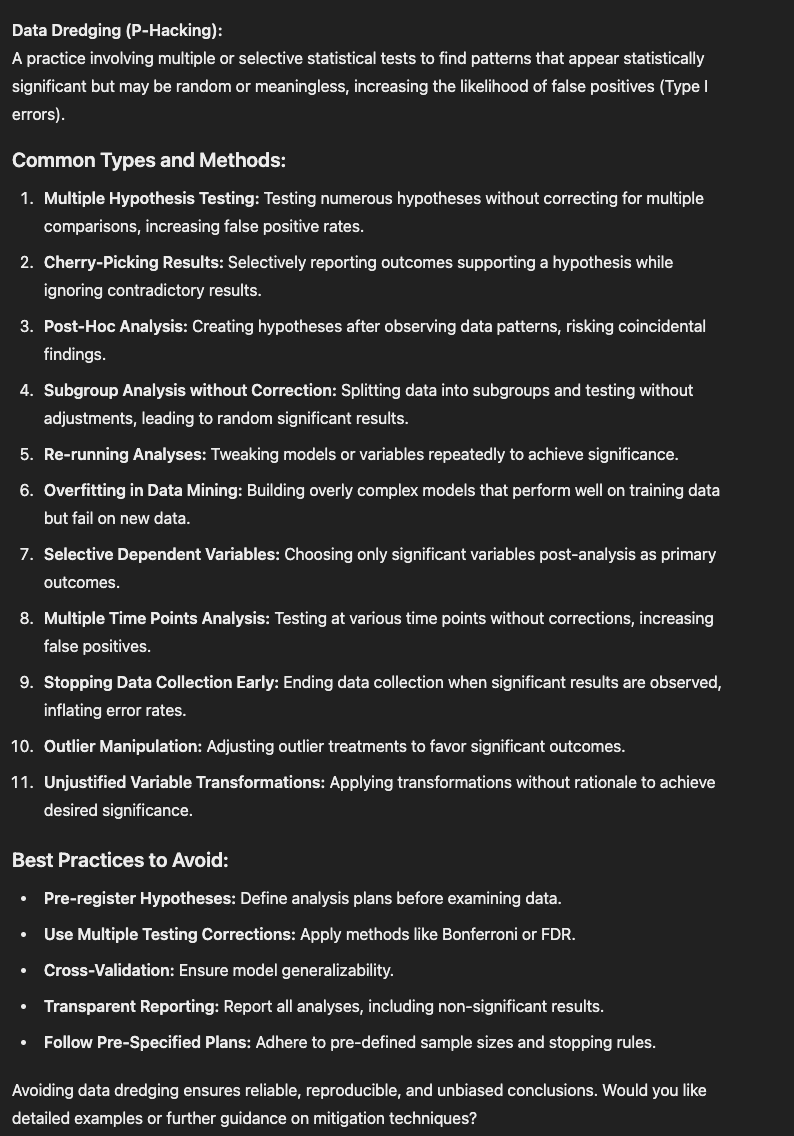 Data Dredging (P-Hacking):
A practice involving multiple or selective statistical tests to find patterns that appear statistically
significant but may be random or meaningless, increasing the likelihood of false positives (Type I
errors).
Common Types and Methods:
1. Multiple Hypothesis Testing: Testing numerous hypotheses without correcting for multiple
comparisons, increasing false positive rates.
2. Cherry-Picking Results: Selectively reporting outcomes supporting a hypothesis while
ignoring contradictory results.
3. Post-Hoc Analysis: Creating hypotheses after observing data patterns, risking coincidental
findings.
4. Subgroup Analysis without Correction: Splitting data into subgroups and testing without
adjustments, leading to random significant results.
5. Re-running Analyses: Tweaking models or variables repeatedly to achieve significance.
6. Overfitting in Data Mining: Building overly complex models that perform well on training data
but fail on new data.
7. Selective Dependent Variables: Choosing only significant variables post-analysis as primary
outcomes.
8. Multiple Time Points Analysis: Testing at various time points without corrections, increasing
false positives.
9. Stopping Data Collection Early: Ending data collection when significant results are observed,
inflating error rates.
10. Outlier Manipulation: Adjusting outlier treatments to favor significant outcomes.
11. Unjustified Variable Transformations: Applying transformations without rationale to achieve
desired significance.
Best Practices to Avoid:
• Pre-register Hypotheses: Define analysis plans before examining data.
• Use Multiple Testing Corrections: Apply methods like Bonferroni or FDR.
• Cross-Validation: Ensure model generalizability.
• Transparent Reporting: Report all analyses, including non-significant results.
• Follow Pre-Specified Plans: Adhere to pre-defined sample sizes and stopping rules.
Avoiding data dredging ensures reliable, reproducible, and unbiased conclusions. Would you like
detailed examples or further guidance on mitigation techniques?